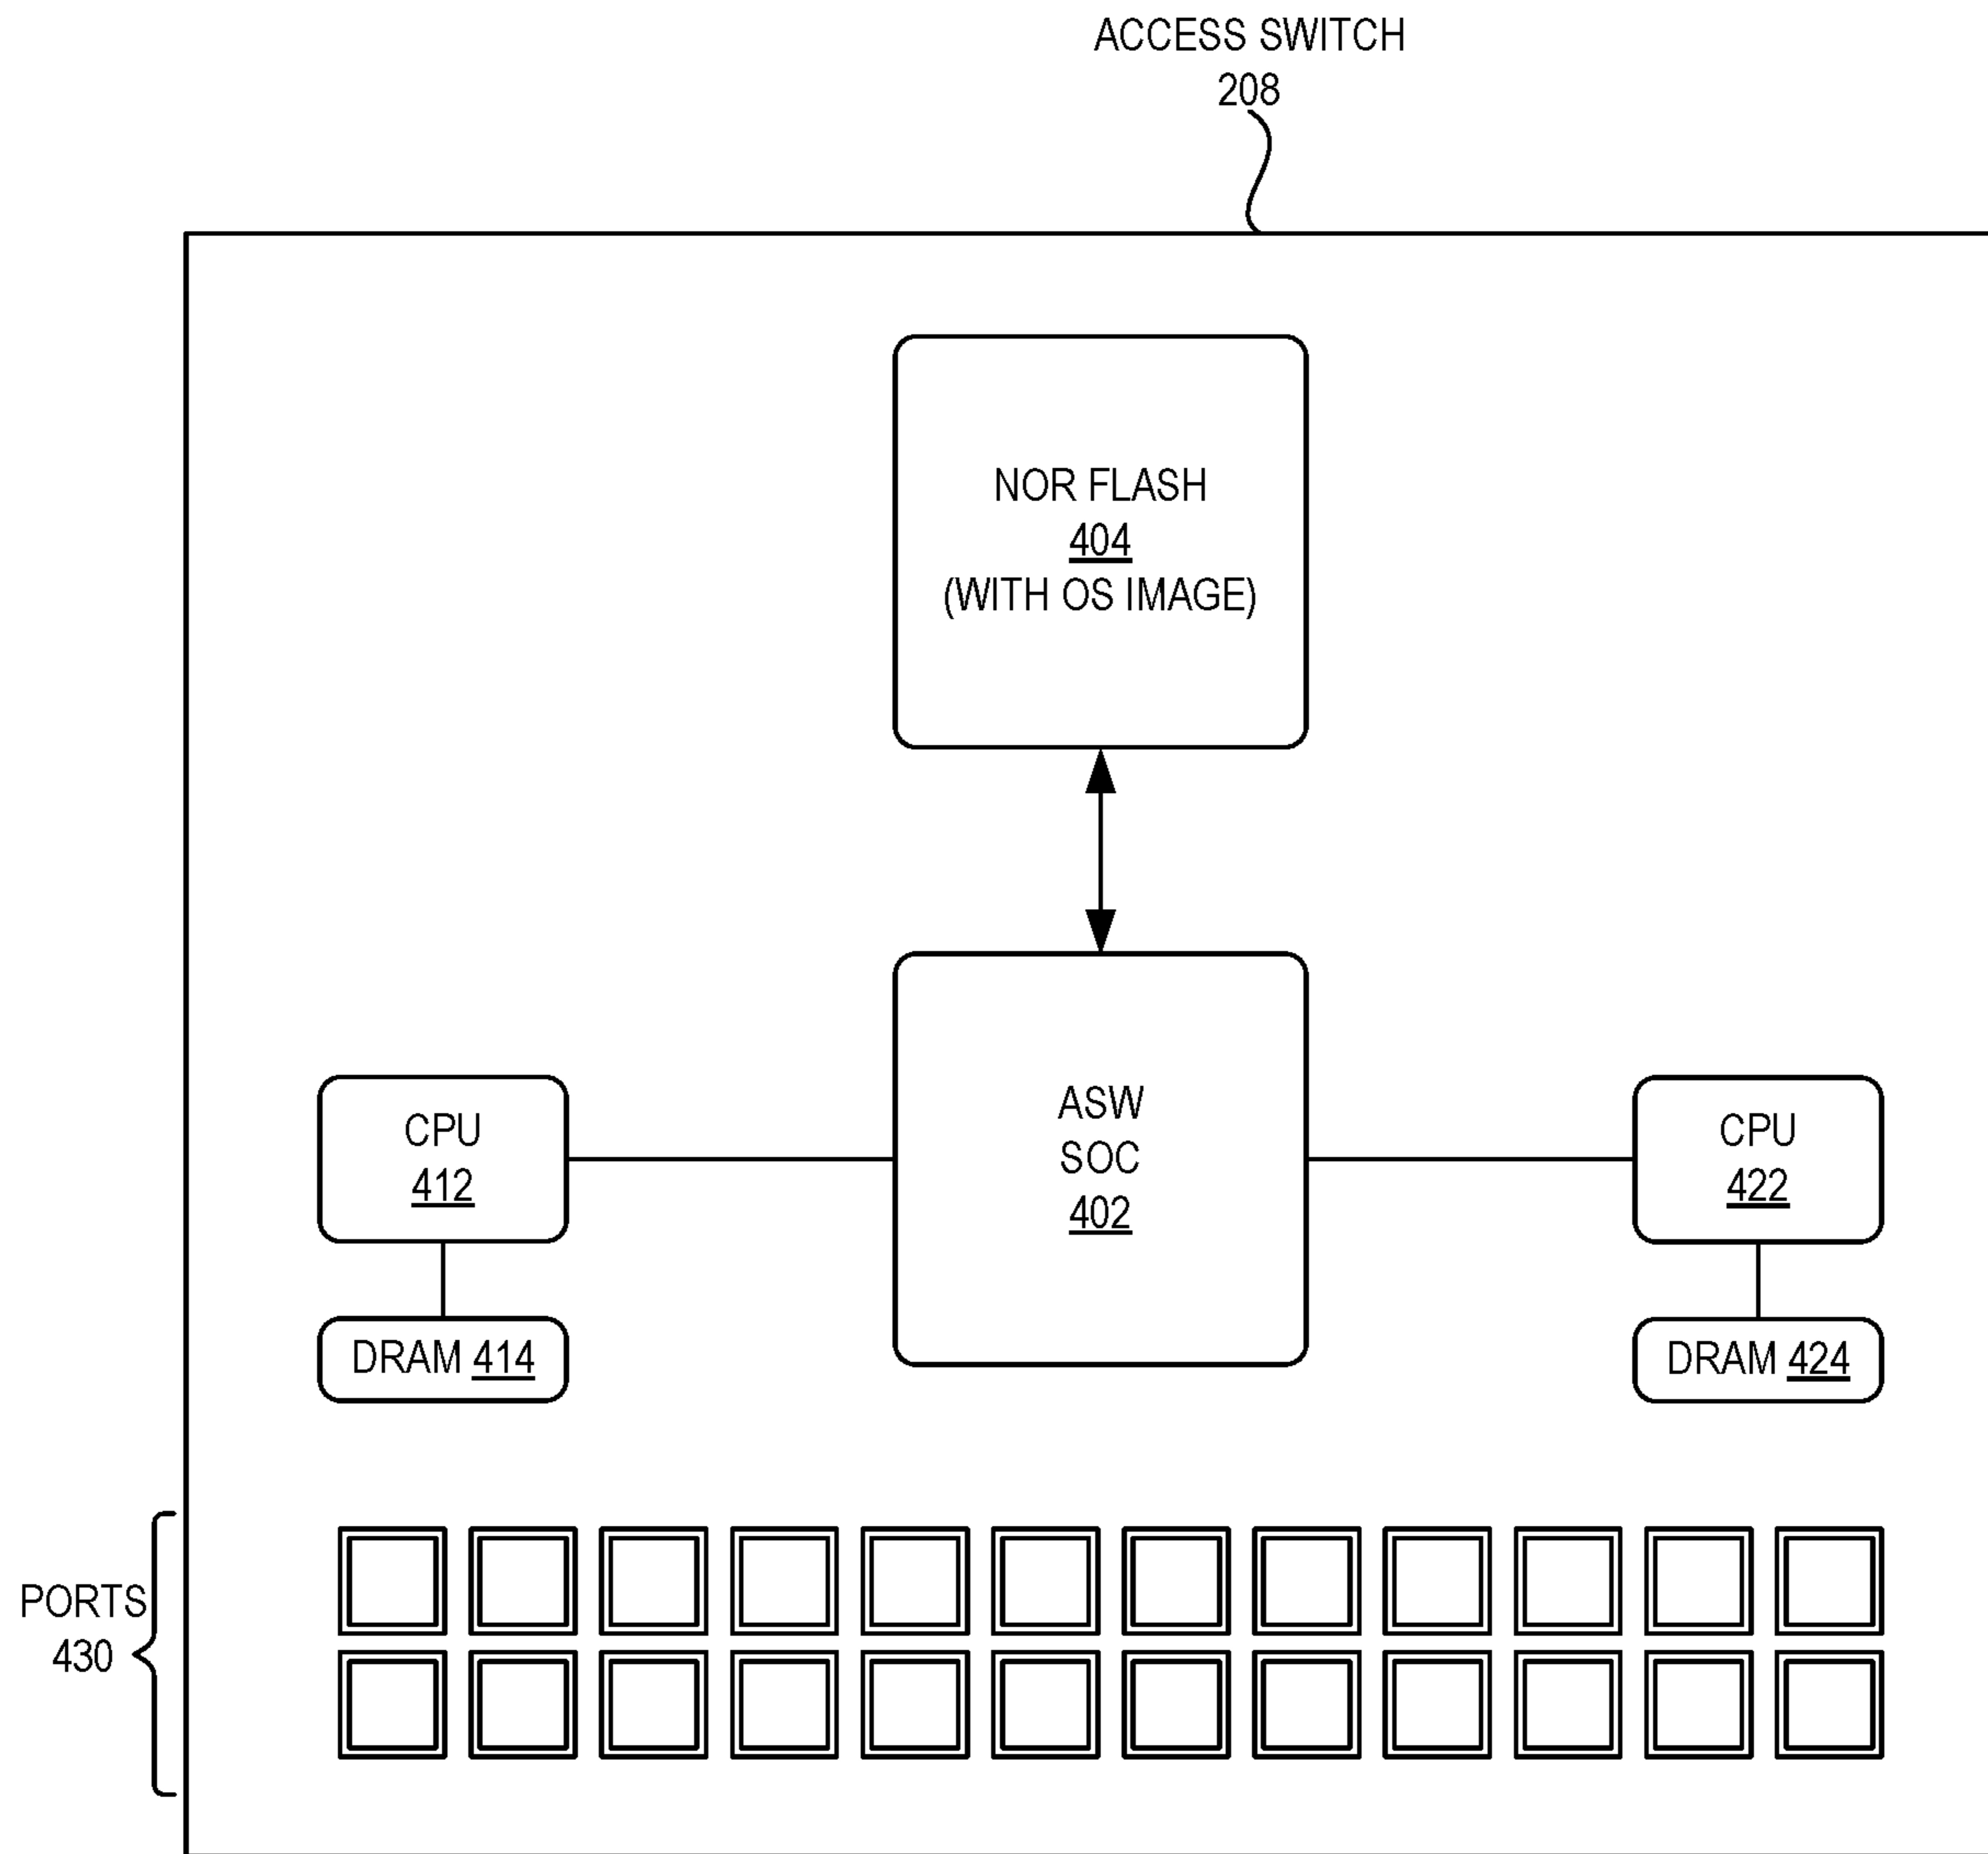 ACCESS SWITCH
208
NOR FLASH
404
(WITH OS IMAGE)
ASW
SOC
402
CPU
412
DRAM 414
CPU
422
DRAM 424
PORTS
430